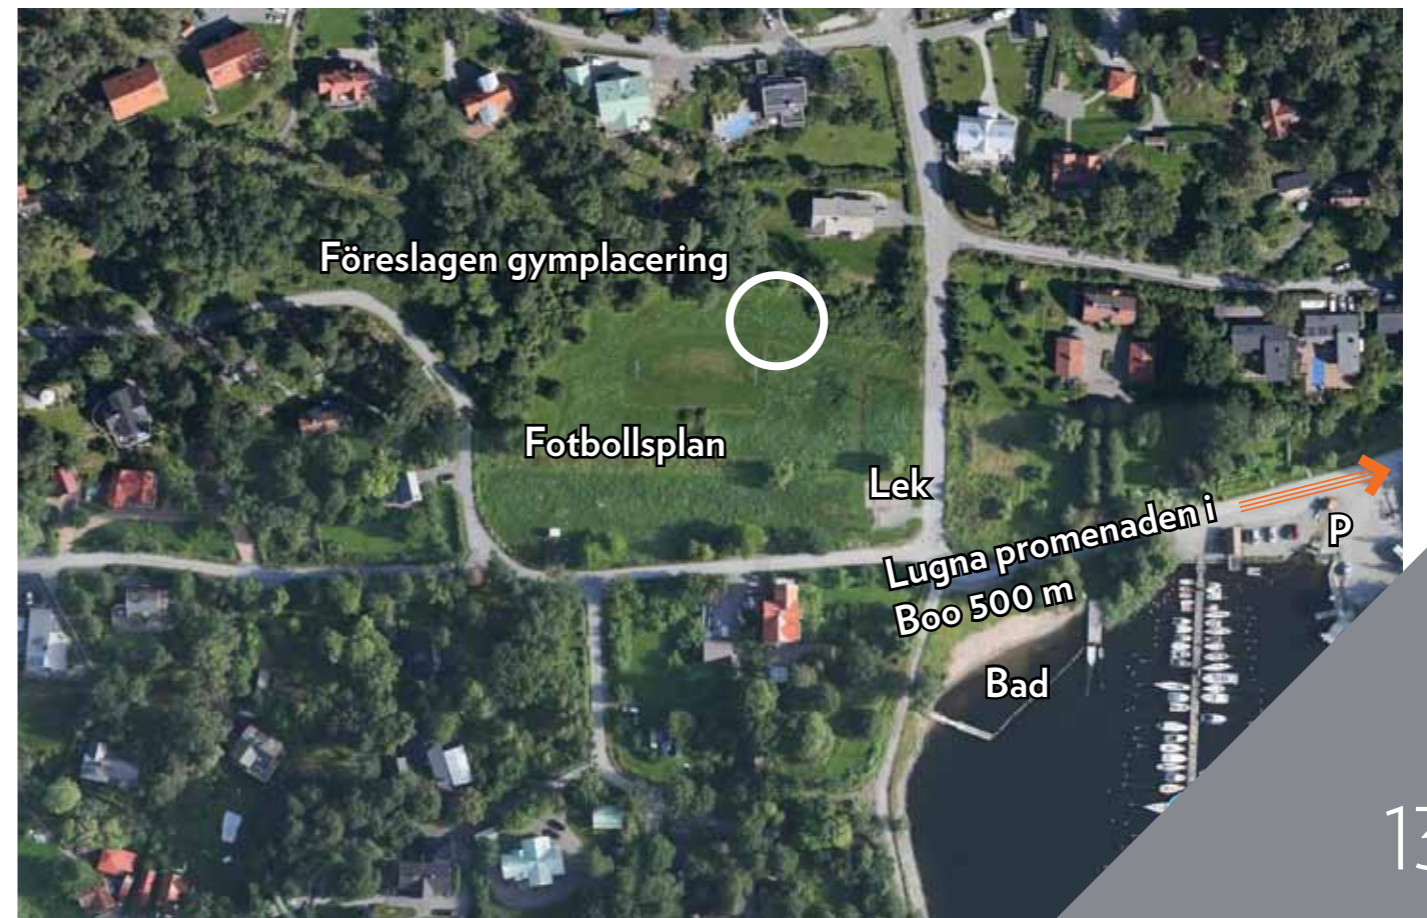 Föreslagen gymplacering
Fotbollsplan
Lek
Lugna promenaden i
Boo 500 m
P
Bad
13